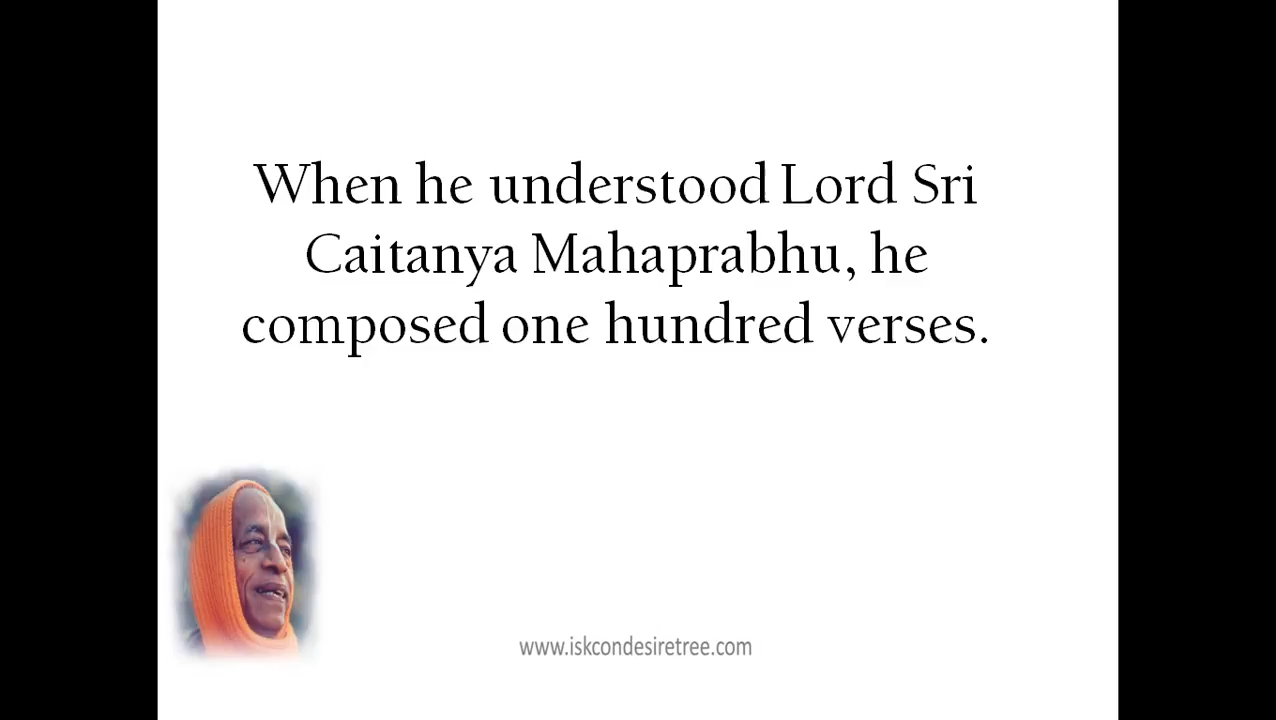 When he understood Lord Sri
Caitanya Mahaprabhu, he
composed one hundred verses.
www.iskcondesiretree.com